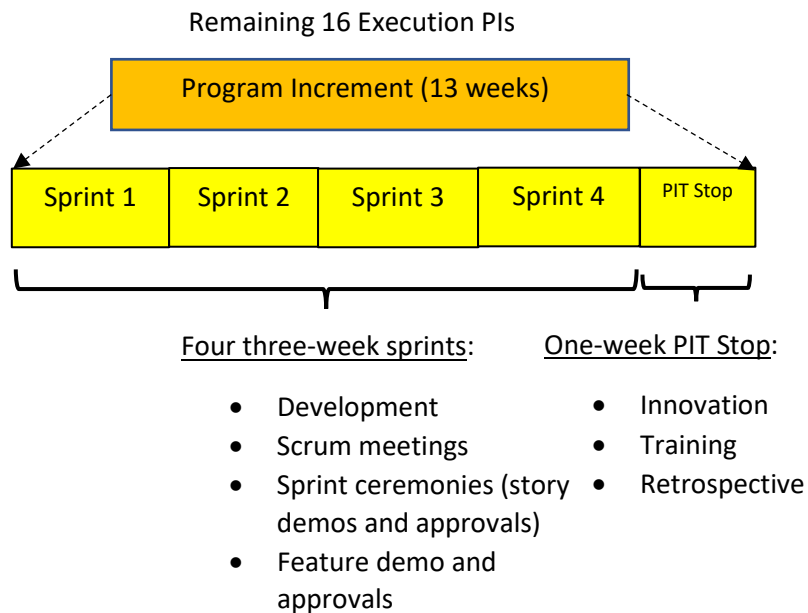 Remaining 16 Execution PIs
Program Increment (13 weeks)
Sprint 1
Sprint 2
Sprint 3
Sprint 4
PIT Stop
Four three-week sprints:
• Development
• Scrum meetings
• Sprint ceremonies (story
demos and approvals)
• Feature demo and
approvals
One-week PIT Stop:
• Innovation
• Training
• Retrospective